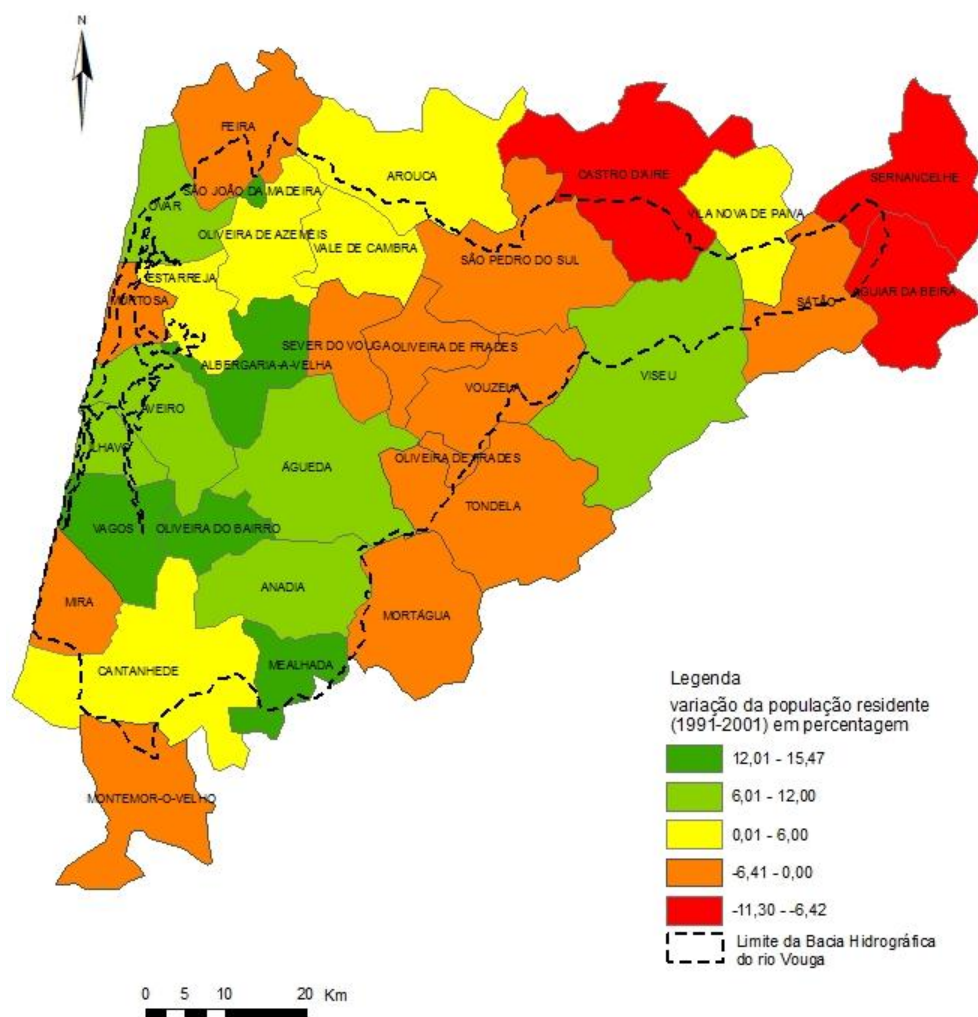 N
FEIRA
SÃO JOÃO DA MADEIRA
OVAR
AROUCA
CASTRO D'AIRE
SERNANCELHE
OLIVEIRA DE AZEMEIS
VALE DE CAMBRA
VILA NOVA DE PAIVA
ESTARREJA
SÃO PEDRO DO SUL
MURTOSA
SÁTÃO
AGUIAR DA BEIRA
SEVER DO VOUGA
OLIVEIRA DE FRADES
ALBERGARIA-A-VELHA
VOUZELA
VISEU
AVEIRO
ILHAVO
ÁGUEDA
OLIVEIRA DE FRADES
TONDELA
VAGOS
OLIVEIRA DO BAIRRO
ANADIA
MIRA
MORTÁGUA
CANTANHEDE
MEALHADA
MONTEMOR-O-VELHO
Legenda
variação da população residente
(1991-2001) em percentagem
12,01 - 15,47
6,01 - 12,00
0,01 - 6,00
-6,41 - 0,00
-11,30 - -6,42
Limite da Bacia Hidrográfica
do rio Vouga
0 5 10 20 Km